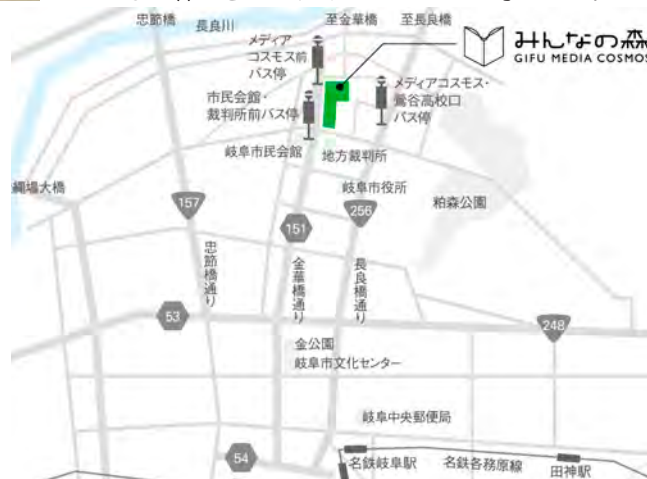 忠節橋
長良川
至金華橋
至長良橋
メディア
コスモス前
バス停
みんなの森
GIFU MEDIA COSMOS
市民会館・
裁判所前バス停
メディアコスモス・
鶯谷高校口
バス停
岐阜市民会館
地方裁判所
縄場大橋
157
岐阜市役所
256
粕森公園
151
忠節橋通り
金華橋通り
長良橋通り
53
248
金公園
岐阜市文化センター
岐阜中央郵便局
54
名鉄岐阜駅
名鉄各務原線
田神駅